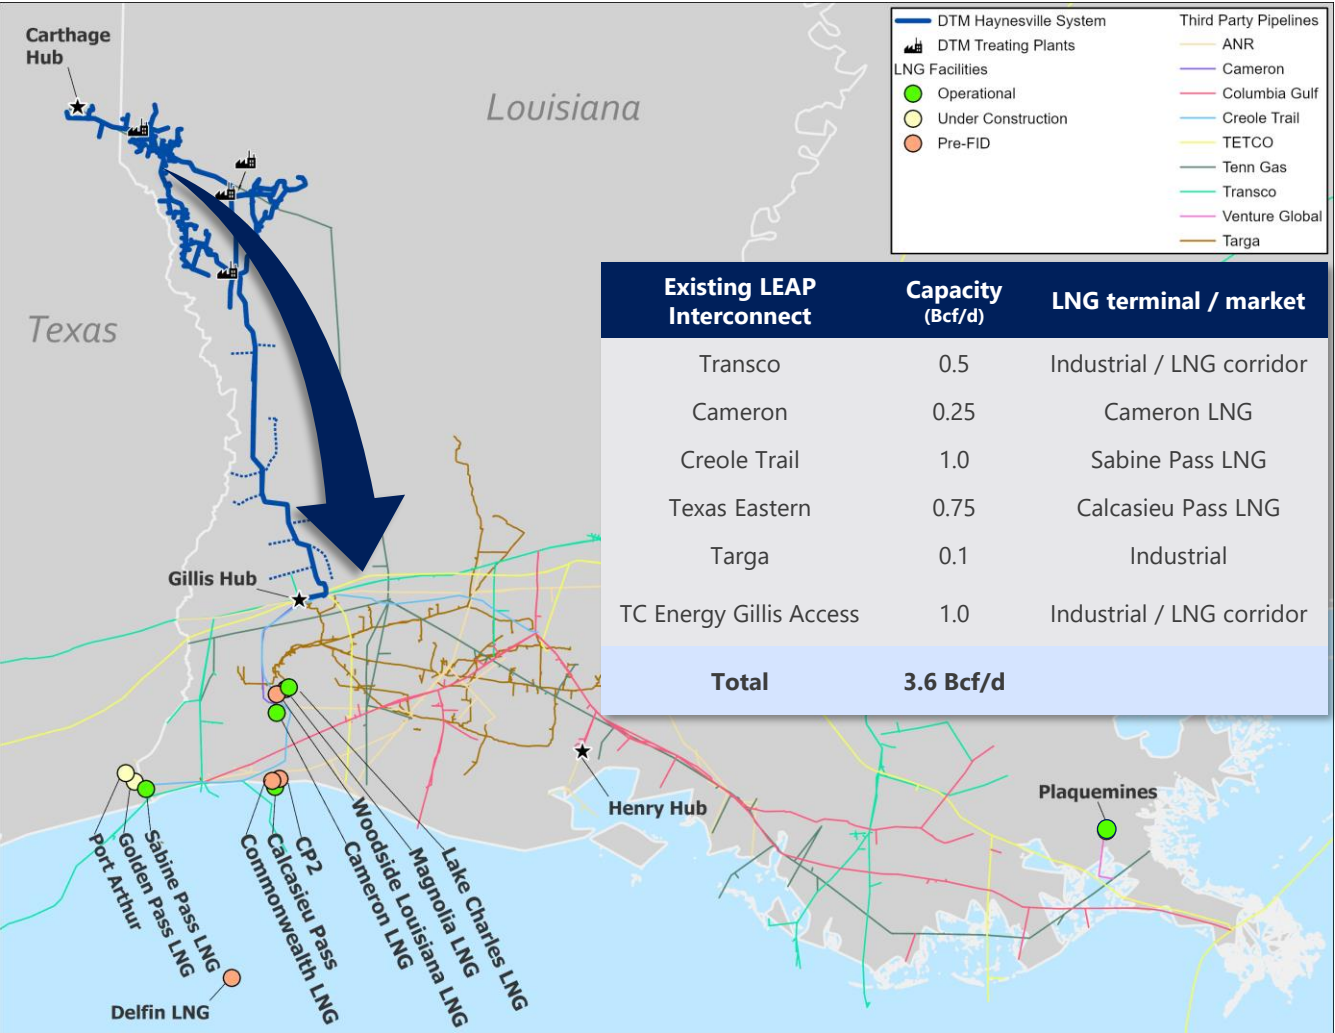 Carthage
Hub
Louisiana
Texas
DTM Haynesville System
DTM Treating Plants
LNG Facilities
Operational
Under Construction
Pre-FID
Third Party Pipelines
ANR
Cameron
Columbia Gulf
Creole Trail
TETCO
Tenn Gas
Transco
Venture Global
Targa
Existing LEAP Interconnect Capacity (Bcf/d) LNG terminal / market
Transco 0.5 Industrial / LNG corridor
Cameron 0.25 Cameron LNG
Creole Trail 1.0 Sabine Pass LNG
Texas Eastern 0.75 Calcasieu Pass LNG
Targa 0.1 Industrial
TC Energy Gillis Access 1.0 Industrial / LNG corridor
Total 3.6 Bcf/d
Gillis Hub
Henry Hub
Plaquemines
Port Arthur
Golden Pass LNG
Sabine Pass LNG
Commonwealth LNG
Calcasieu Pass
CP2
Cameron LNG
Woodside Louisiana LNG
Magnolia LNG
Lake Charles LNG
Delfin LNG